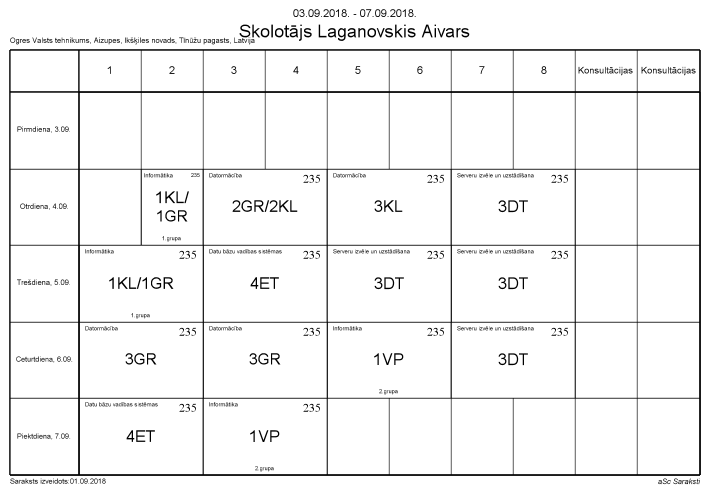 03.09.2018. - 07.09.2018.
Skolotājs Laganovskis Aivars
Ogres Valsts tehnikums, Aizupes, Ikšķiles novads, Tīnūžu pagasts, Latvija
1 2 3 4 5 6 7 8 Konsultācijas Konsultācijas
Pirmdiena, 3.09.
Otrdiena, 4.09.
Informātika 235
1KL/
1GR
1.grupa
Datormācība 235
2GR/2KL
Datormācība 235
3KL
Serveru izvēle un uzstādīšana 235
3DT
Trešdiena, 5.09.
Informātika 235
1KL/1GR
1.grupa
Datu bāzu vadības sistēmas 235
4ET
Serveru izvēle un uzstādīšana 235
3DT
Serveru izvēle un uzstādīšana 235
3DT
Ceturtdiena, 6.09.
Datormācība 235
3GR
Datormācība 235
3GR
Informātika 235
1VP
2.grupa
Serveru izvēle un uzstādīšana 235
3DT
Piektdiena, 7.09.
Datu bāzu vadības sistēmas 235
4ET
Informātika 235
1VP
2.grupa
Saraksts izveidots:01.09.2018
aSc Saraksti